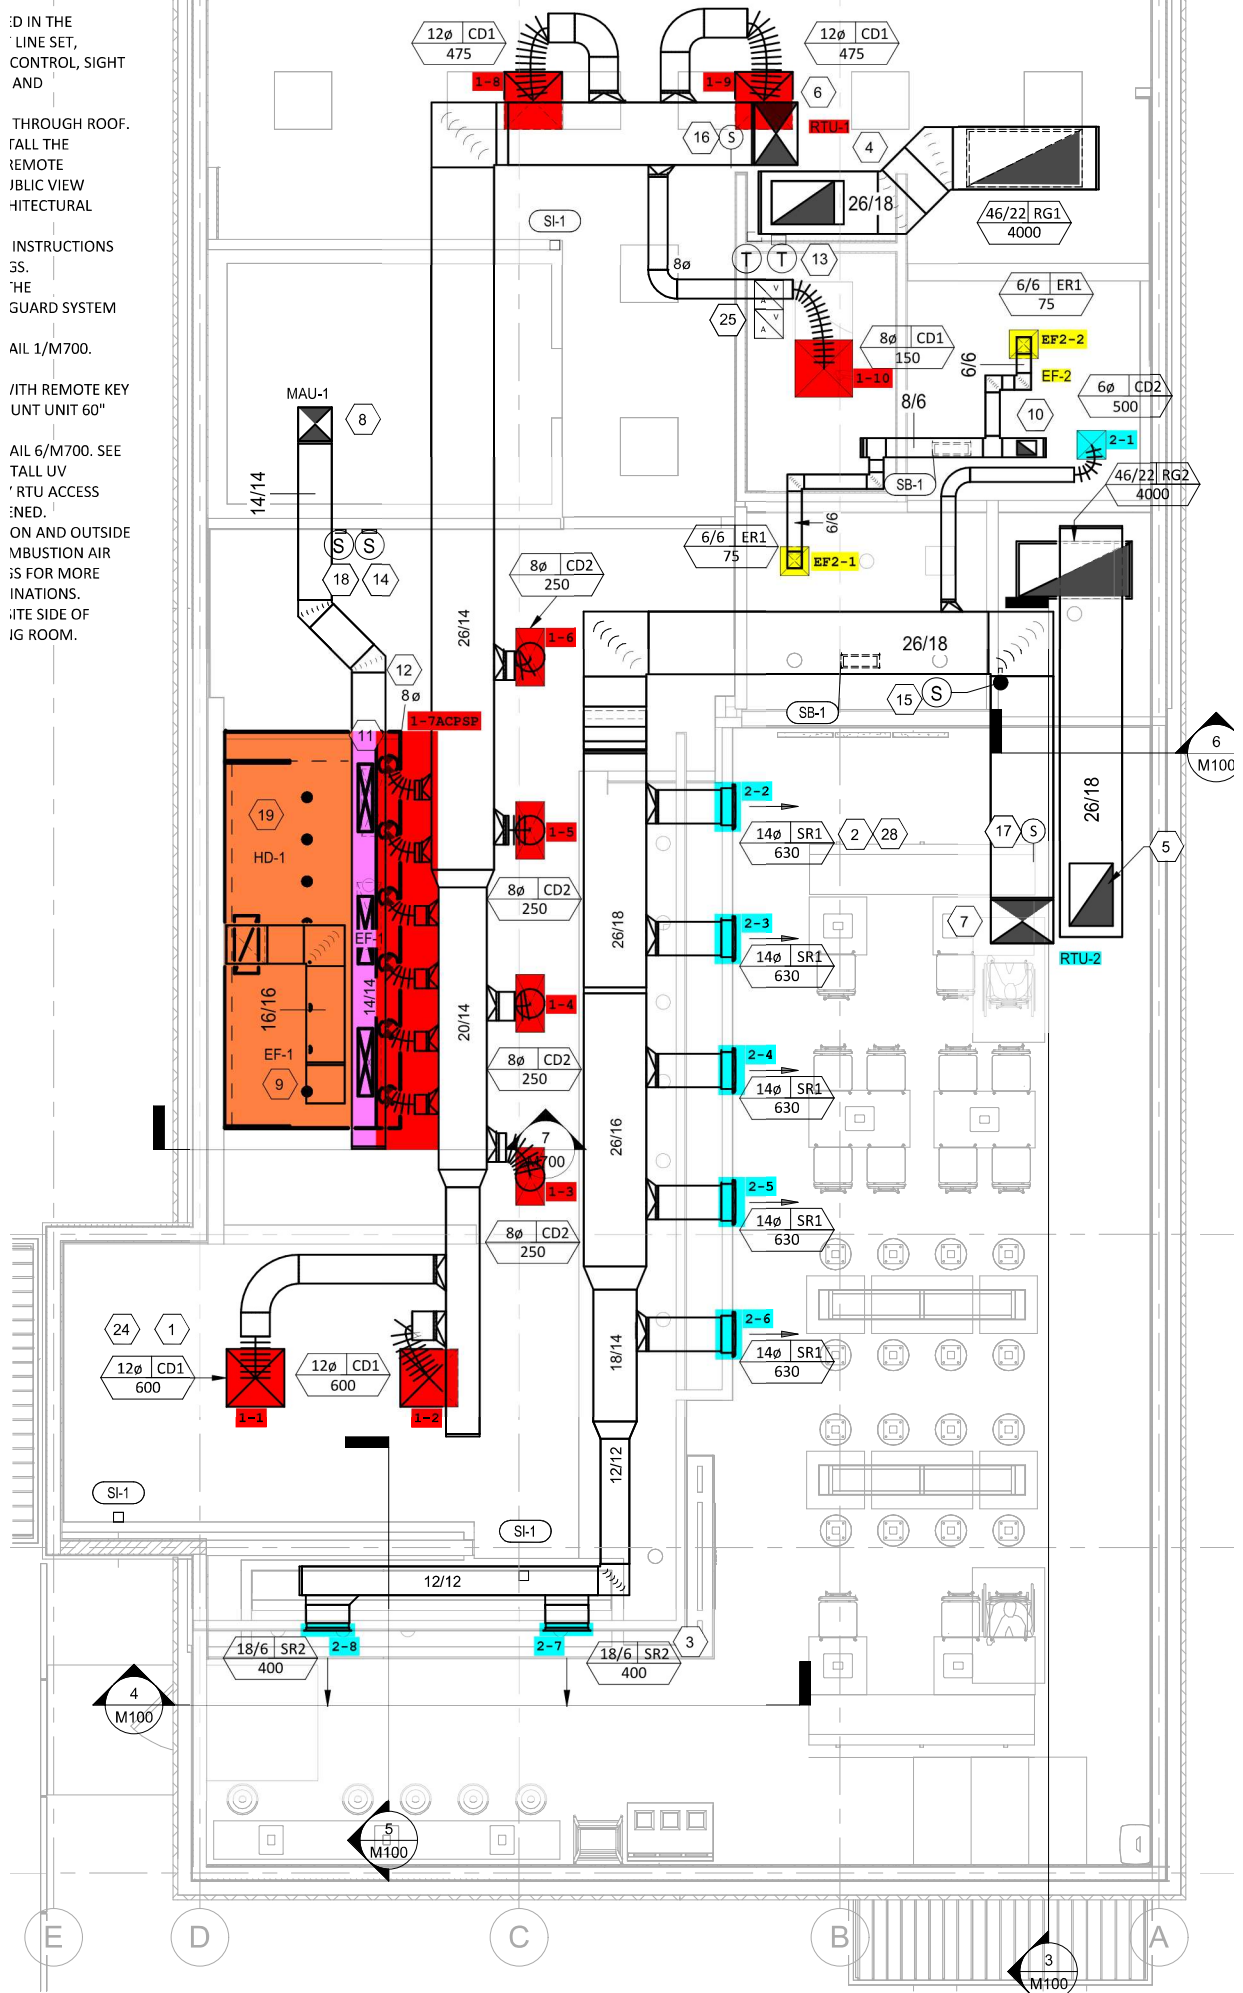 ED IN THE
LINE SET,
CONTROL, SIGHT
AND
THROUGH ROOF.
TALL THE
REMOTE
UBLIC VIEW
HITECTURAL
INSTRUCTIONS
GS.
THE
GUARD SYSTEM
AIL 1/M700.
WITH REMOTE KEY
UNT UNIT 60"
AIL 6/M700. SEE
TALL UV
RTU ACCESS
ENED.
ON AND OUTSIDE
MBUSTION AIR
GS FOR MORE
INATIONS.
SITE SIDE OF
NG ROOM.
12ø CD1
475
12ø CD1
475
1-8
1-9
6
RTU-1
16
S
4
26/18
46/22 RG1
4000
SI-1
8ø
T
T
13
V
A
V
A
25
6/6 ER1
75
8ø CD1
150
1-10
EF2-2
EF-2
6/6
6ø CD2
500
MAU-1
8
8/6
10
2-1
14/14
SB-1
46/22 RG2
4000
6/6
6/6 ER1
75
EF2-1
S
S
18
14
8ø CD2
250
26/14
1-6
26/18
12
8ø
1-7ACPSP
15
S
SB-1
11
6
M100
19
HD-1
1-5
2-2
14ø SR1
630
2
28
17
S
26/18
5
8ø CD2
250
26/18
2-3
14ø SR1
630
7
RTU-2
EF-1
16/16
14/14
20/14
1-4
EF-1
9
8ø CD2
250
2-4
14ø SR1
630
26/16
7
M700
1-3
2-5
14ø SR1
630
8ø CD2
250
24
1
12ø CD1
600
12ø CD1
600
1-1
1-2
2-6
14ø SR1
630
18/14
12/12
SI-1
SI-1
12/12
2-8
2-7
18/6 SR2
400
18/6 SR2
400
3
4
M100
5
M100
E
D
C
B
A
3
M100